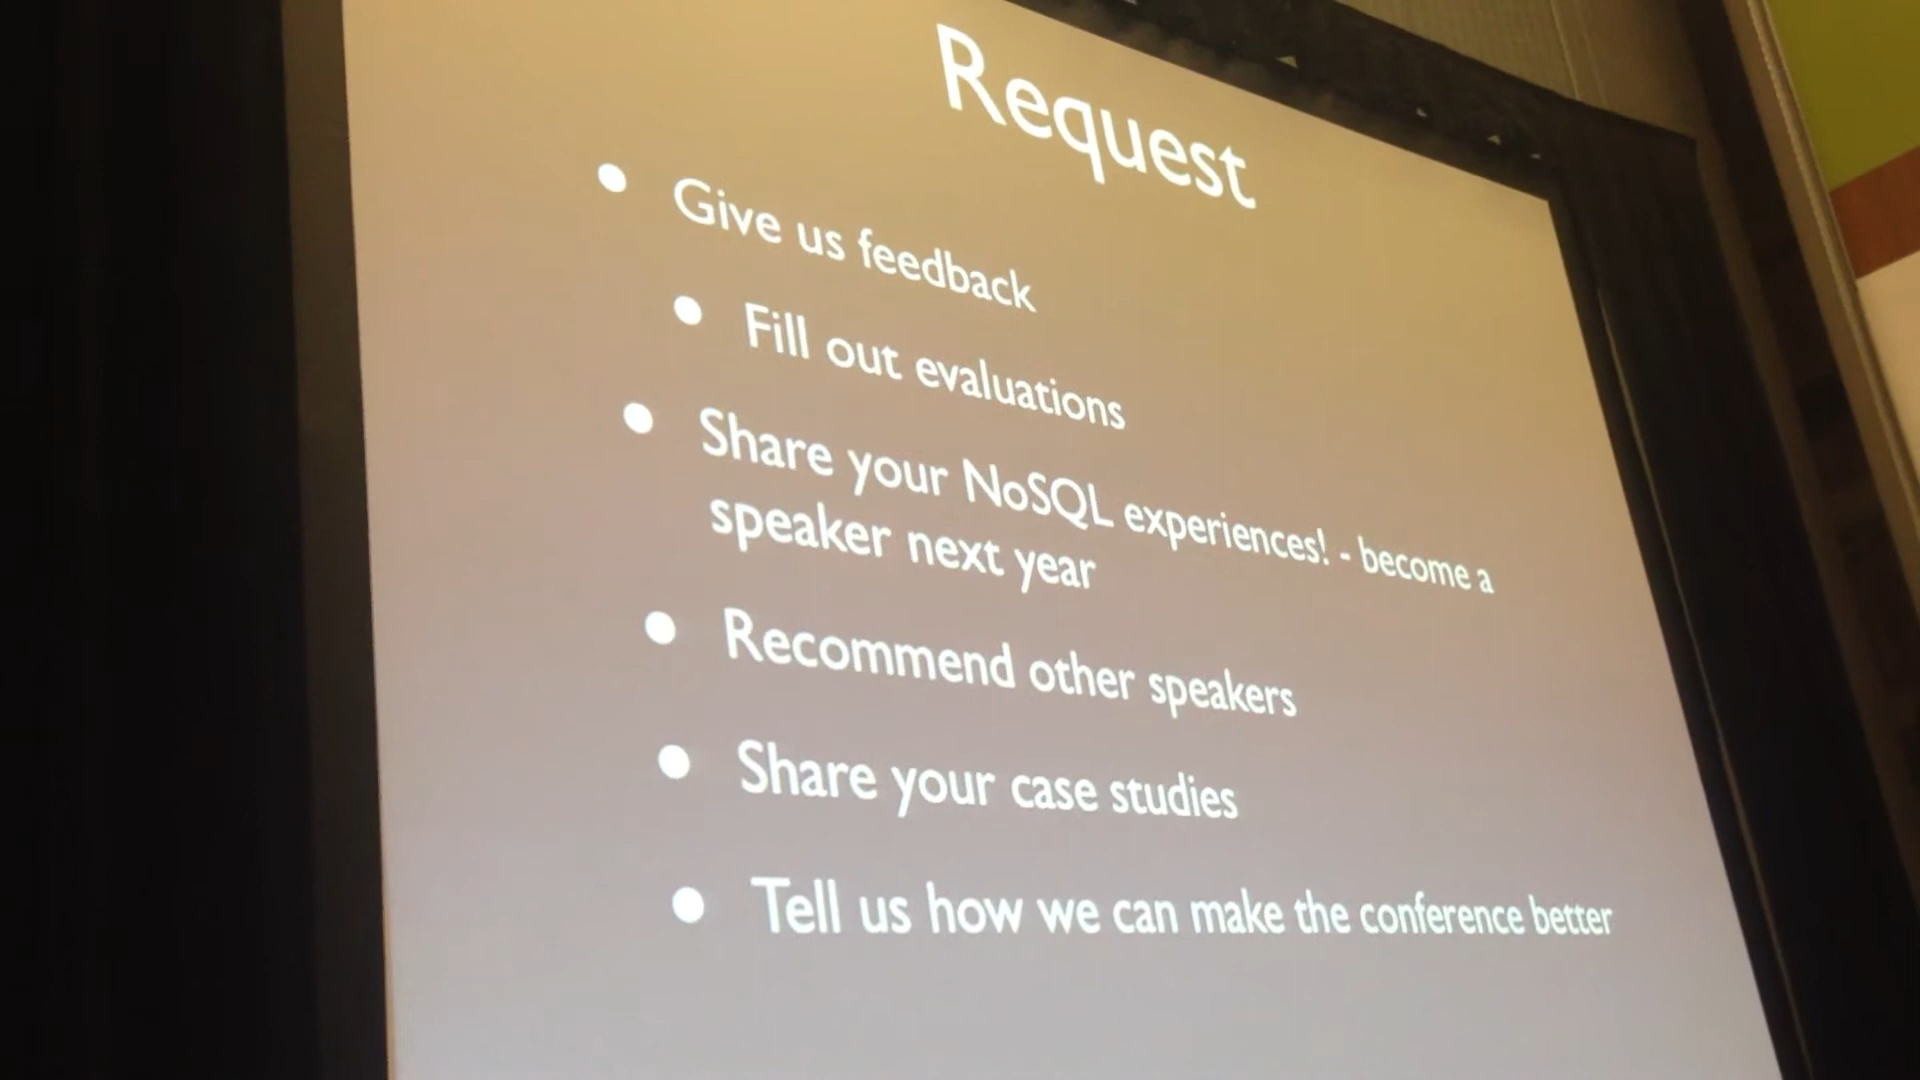 Request
• Give us feedback
• Fill out evaluations
• Share your NoSQL experiences! - become a
speaker next year
• Recommend other speakers
• Share your case studies
• Tell us how we can make the conference better